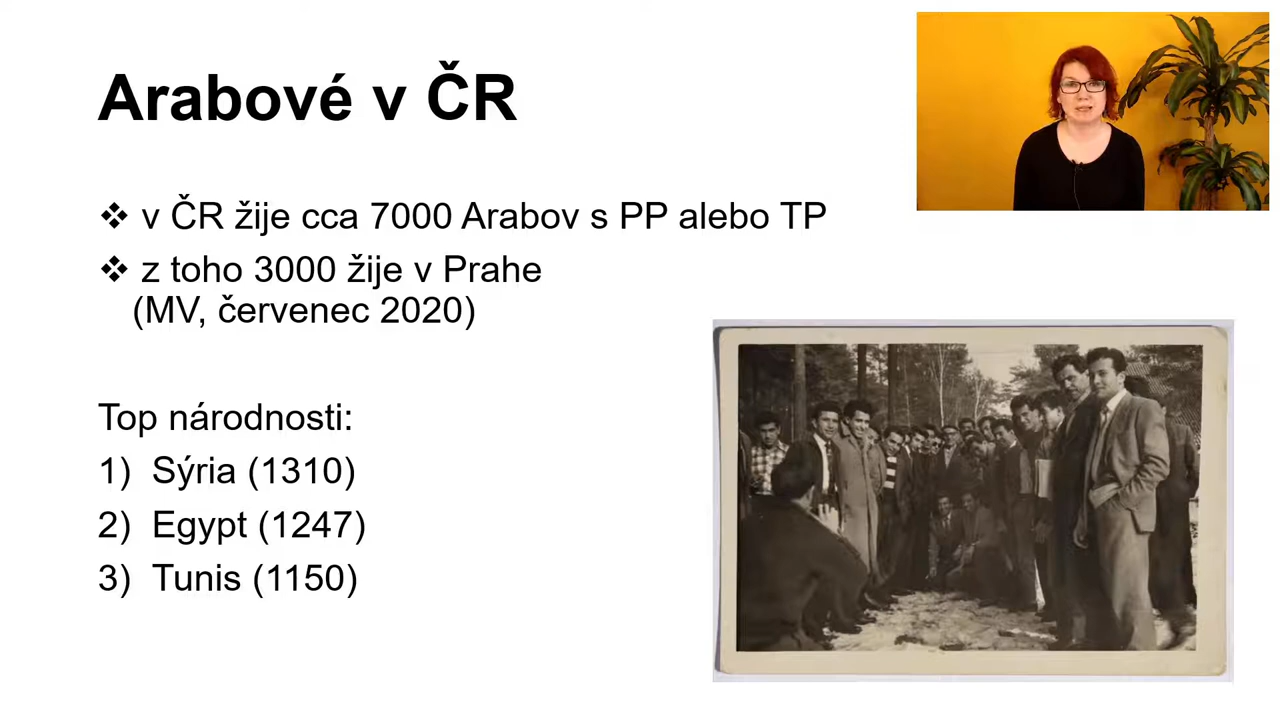 Arabové v ČR
❖ v ČR žije cca 7000 Arabov s PP alebo TP
❖ z toho 3000 žije v Prahe
(MV, červenec 2020)
Top národnosti:
1) Sýria (1310)
2) Egypt (1247)
3) Tunis (1150)